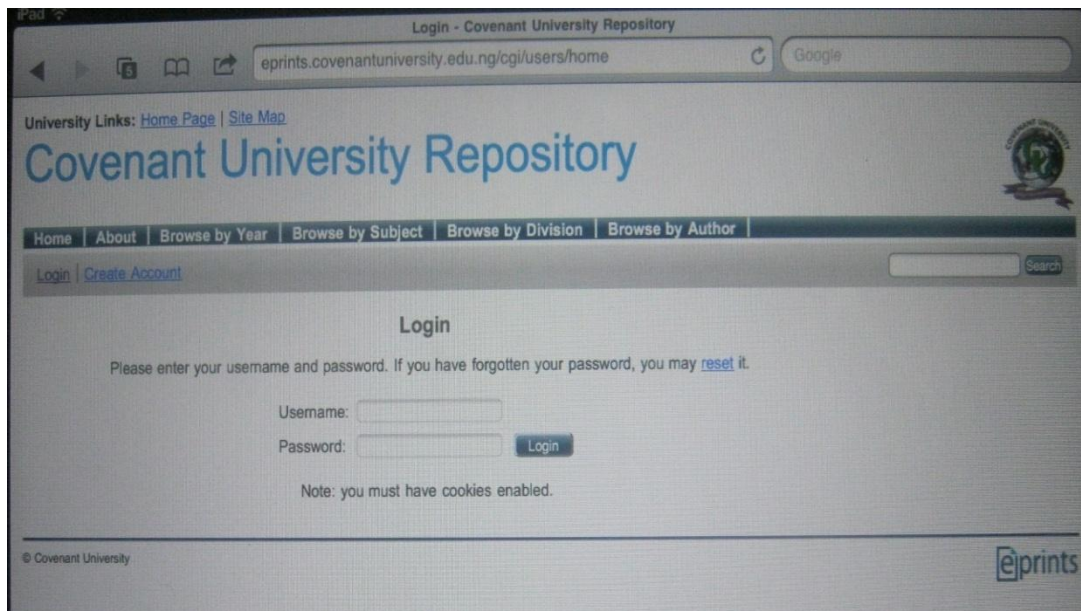 iPad
Login - Covenant University Repository
5 eprints.covenantuniversity.edu.ng/cgi/users/home Google
University Links: Home Page | Site Map
Covenant University Repository
COVENANT UNIVERSITY
Home | About | Browse by Year | Browse by Subject | Browse by Division | Browse by Author |
Login | Create Account Search
Login
Please enter your username and password. If you have forgotten your password, you may reset it.
Username:
Password: Login
Note: you must have cookies enabled.
© Covenant University
eprints